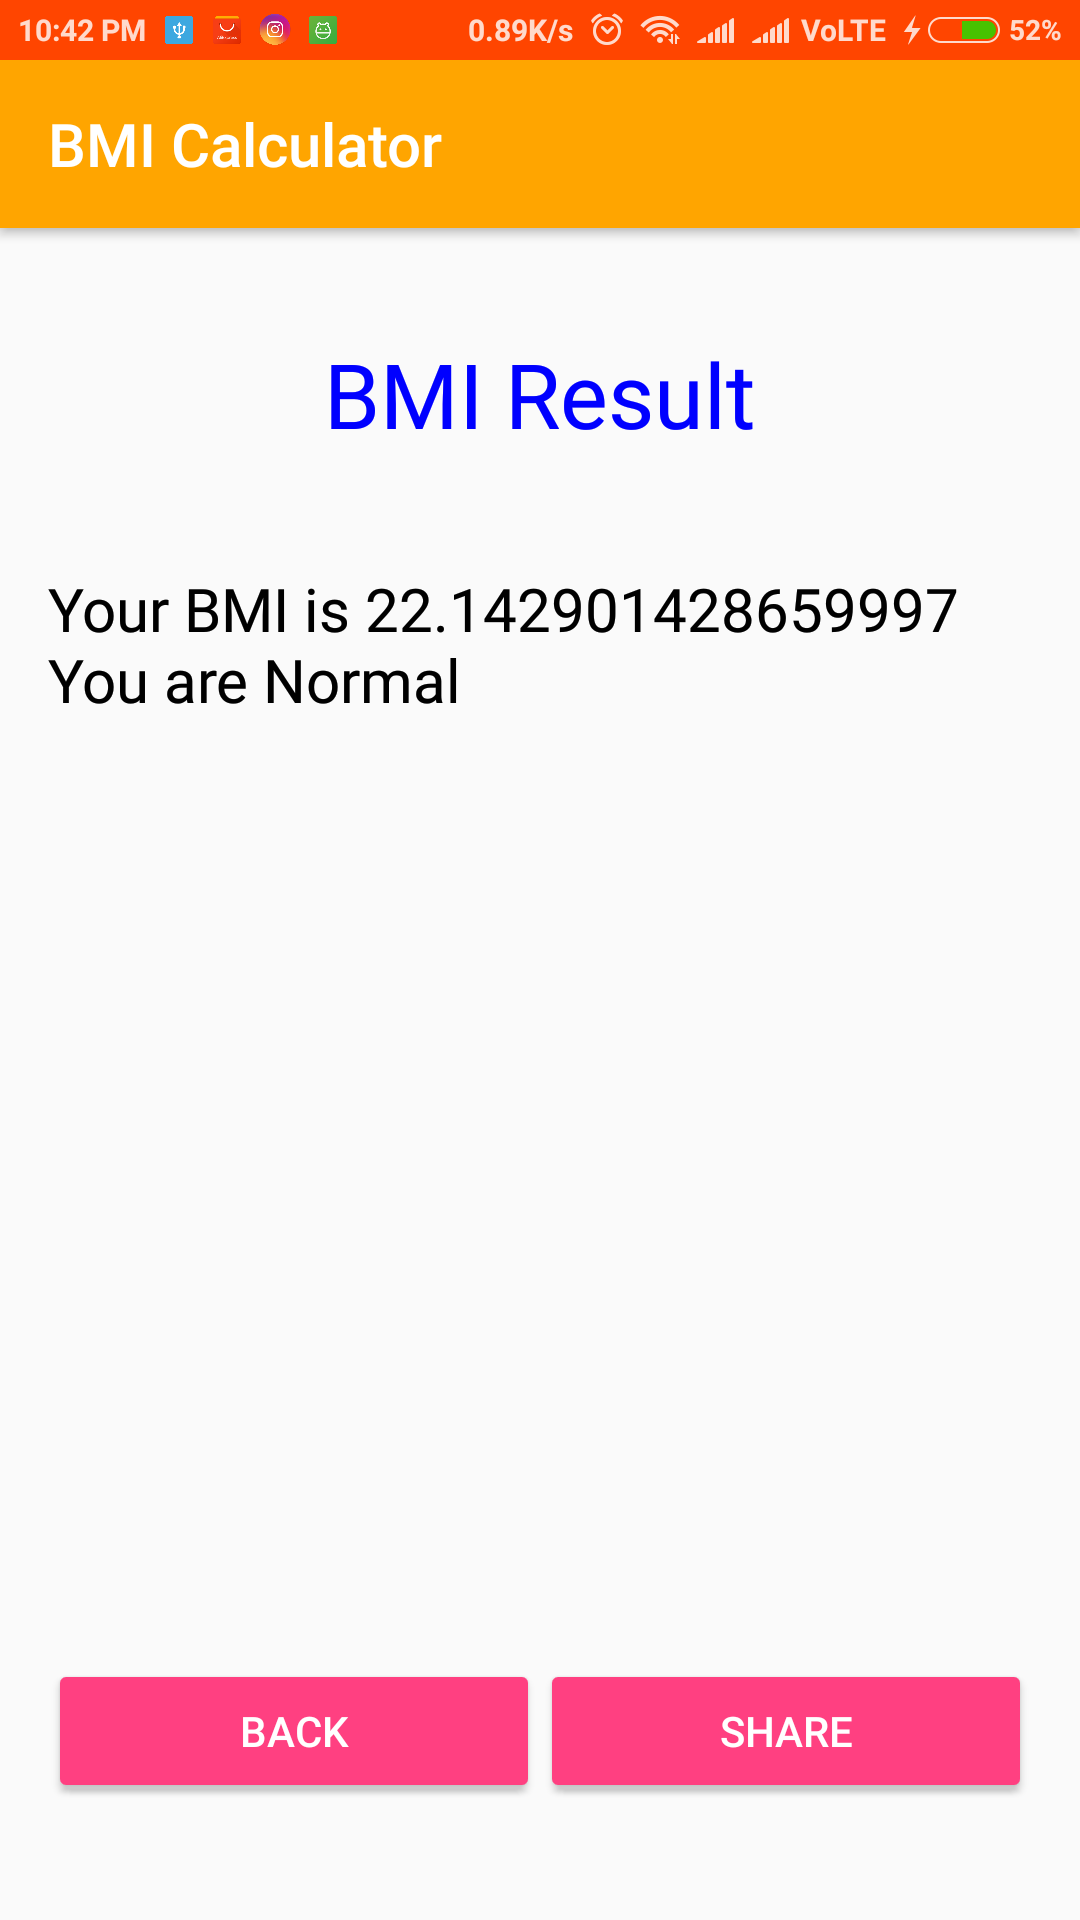 10:42 PM 0.89K/s VoLTE 52%
BMI Calculator
BMI Result
Your BMI is 22.142901428659997
You are Normal
BACK SHARE